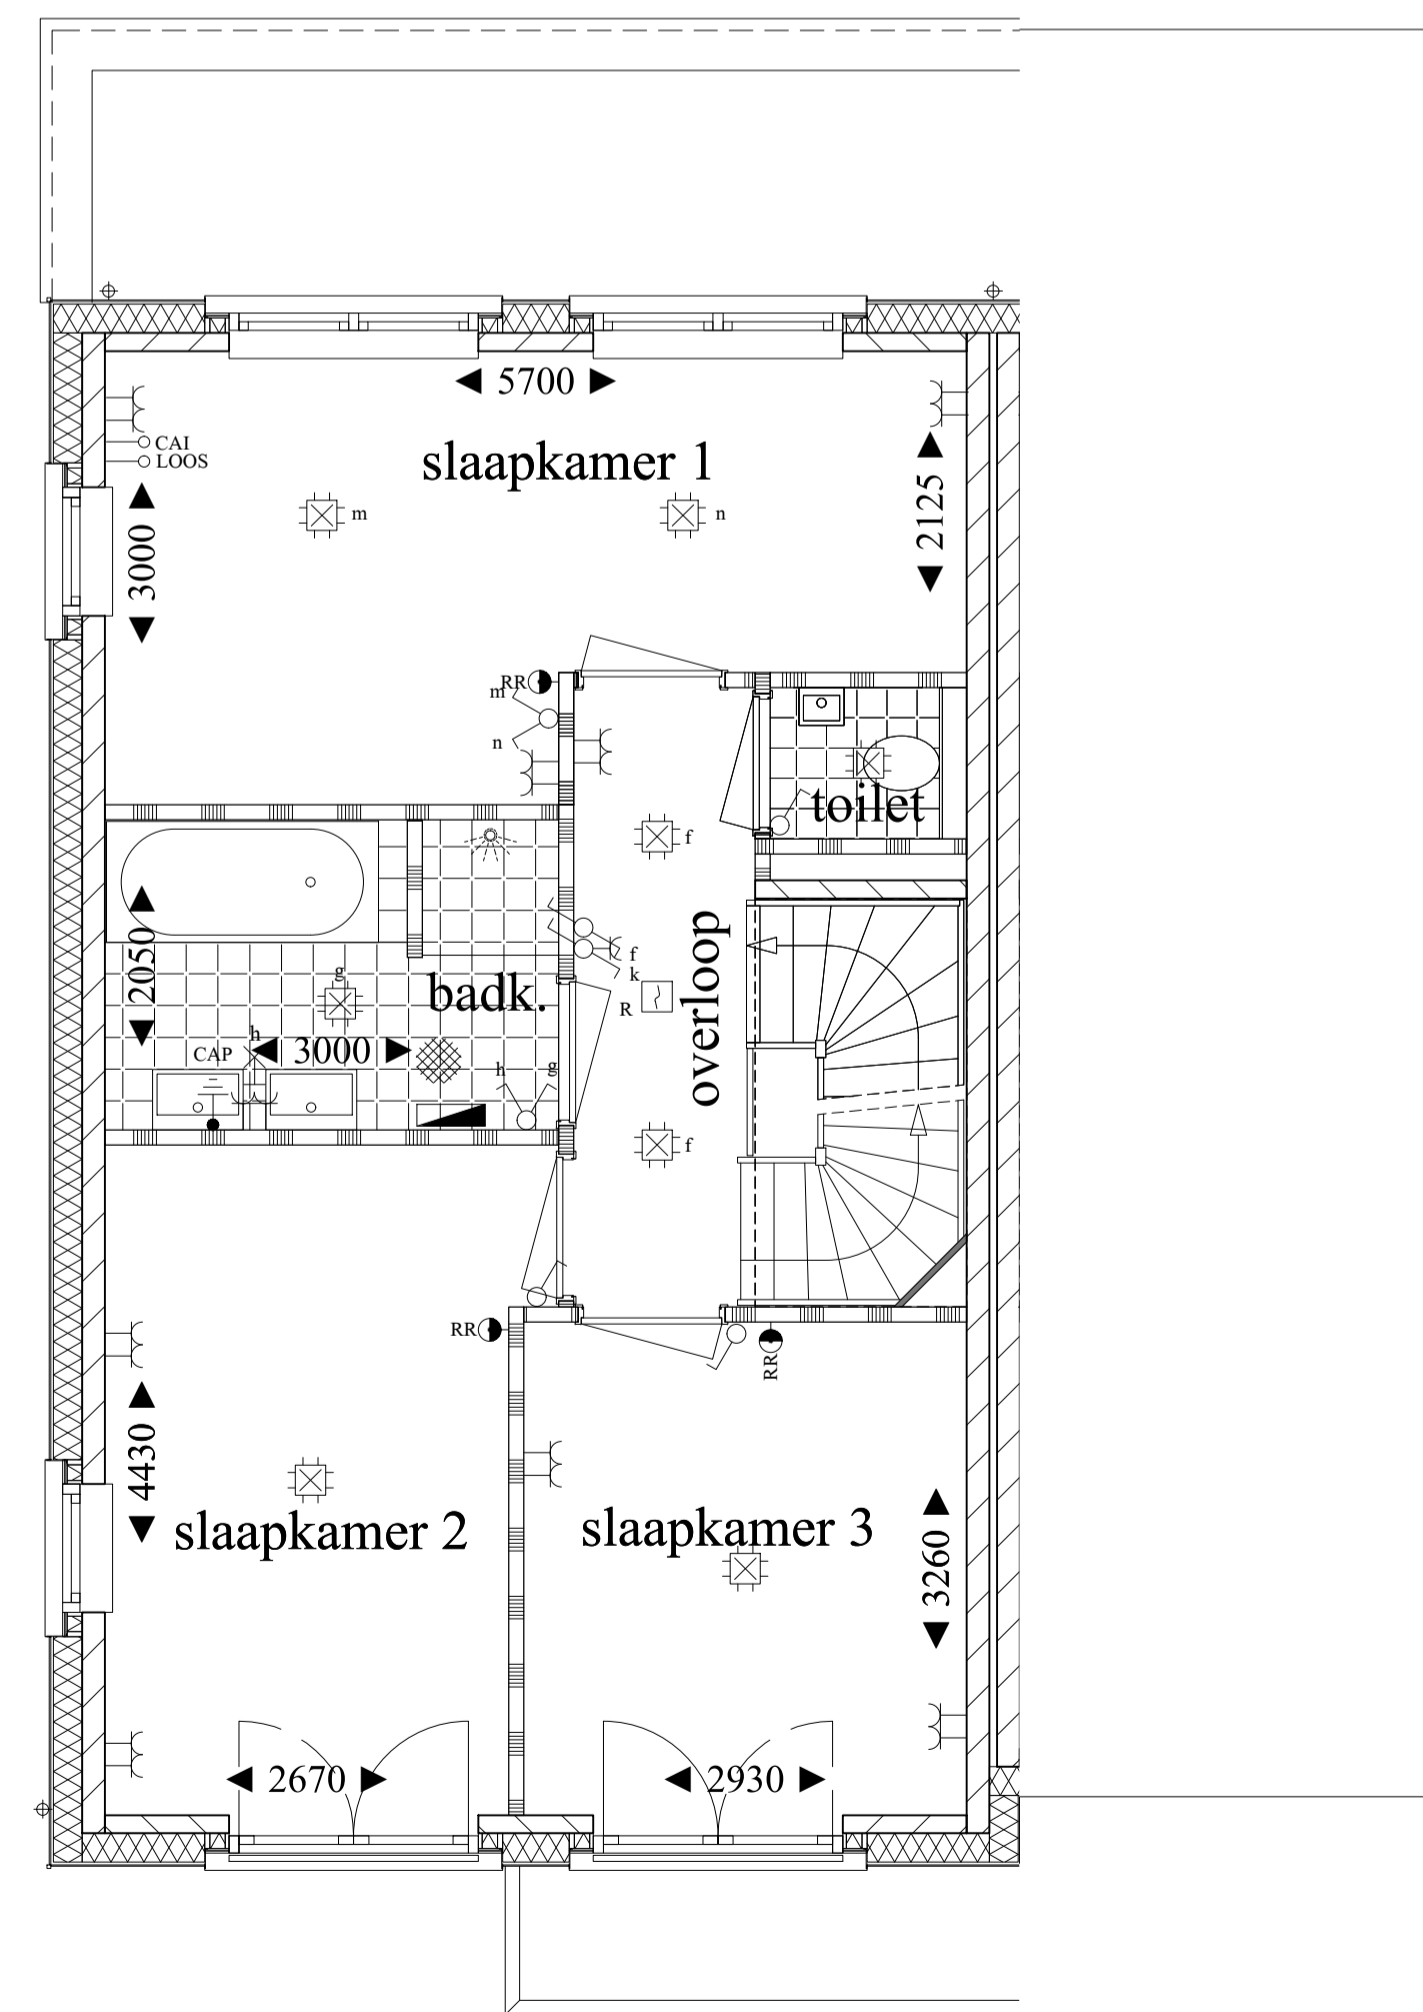 5700
CAI
LOOS
slaapkamer 1
2125
m
n
3000
RR
m
n
toilet
f
2050
overloop
f
k
g
badk.
R
h
CAP
3000
h
g
f
RR
RR
4430
slaapkamer 2
slaapkamer 3
3260
2670
2930